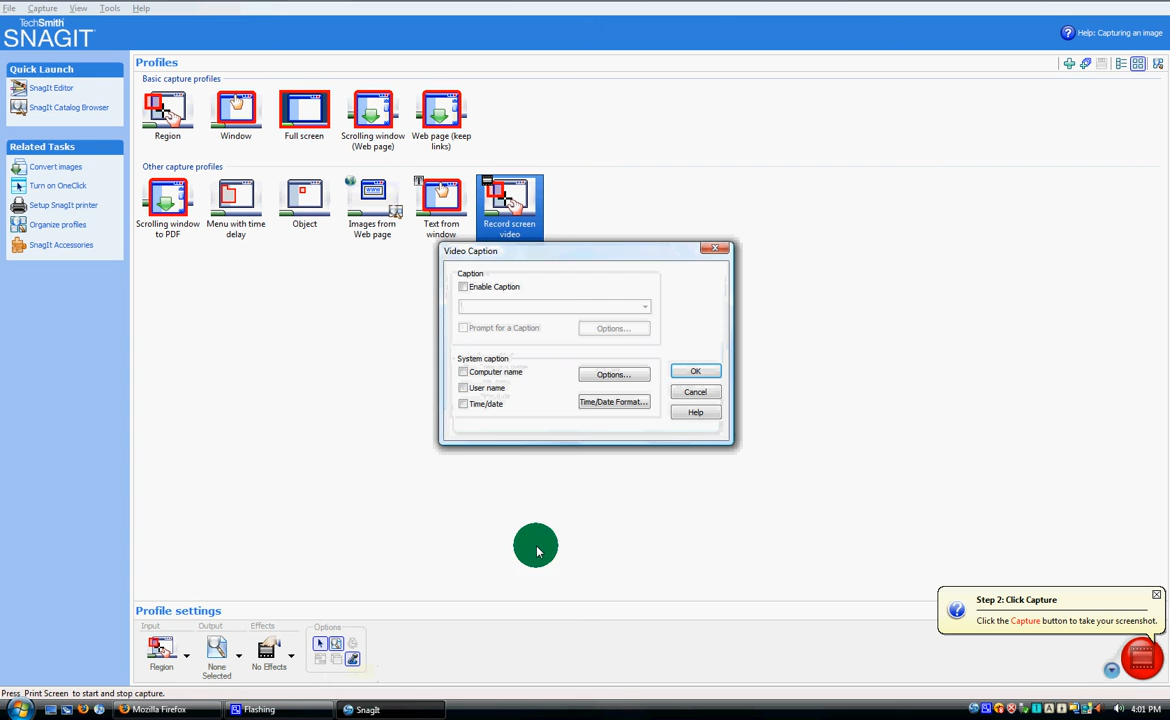 File Capture View Tools Help
TechSmith
SNAGIT
Help: Capturing an image
Quick Launch
SnagIt Editor
SnagIt Catalog Browser
Related Tasks
Convert images
Turn on OneClick
Setup SnagIt printer
Organize profiles
SnagIt Accessories
Profiles
Basic capture profiles
Region Window Full screen Scrolling window Web page (keep
(Web page) links)
Other capture profiles
WWW
Scrolling window Menu with time Object Images from Text from Record screen
to PDF delay Web page window video
Video Caption
Caption
Enable Caption
Prompt for a Caption Options...
System caption
Computer name Options... OK
User name Cancel
Time/date Time/Date Format... Help
Step 2: Click Capture
Click the Capture button to take your screenshot.
Profile settings
Input Output Effects Options
Region None No Effects
Selected
Press Print Screen to start and stop capture.
Mozilla Firefox Flashing SnagIt 4:01 PM